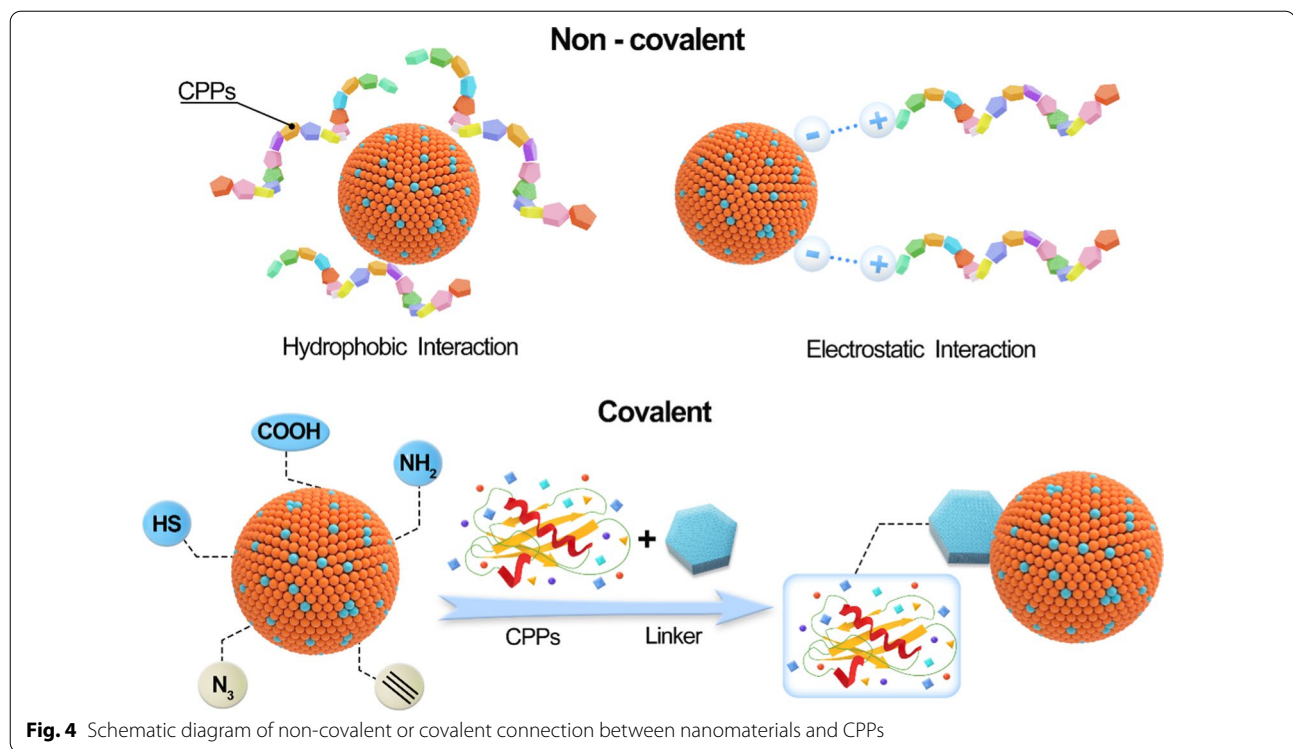 Non - covalent
CPPs
- +
- +
Hydrophobic Interaction
Electrostatic Interaction
Covalent
COOH
NH₂
HS
+
CPPs
Linker
N₃
Fig. 4 Schematic diagram of non-covalent or covalent connection between nanomaterials and CPPs